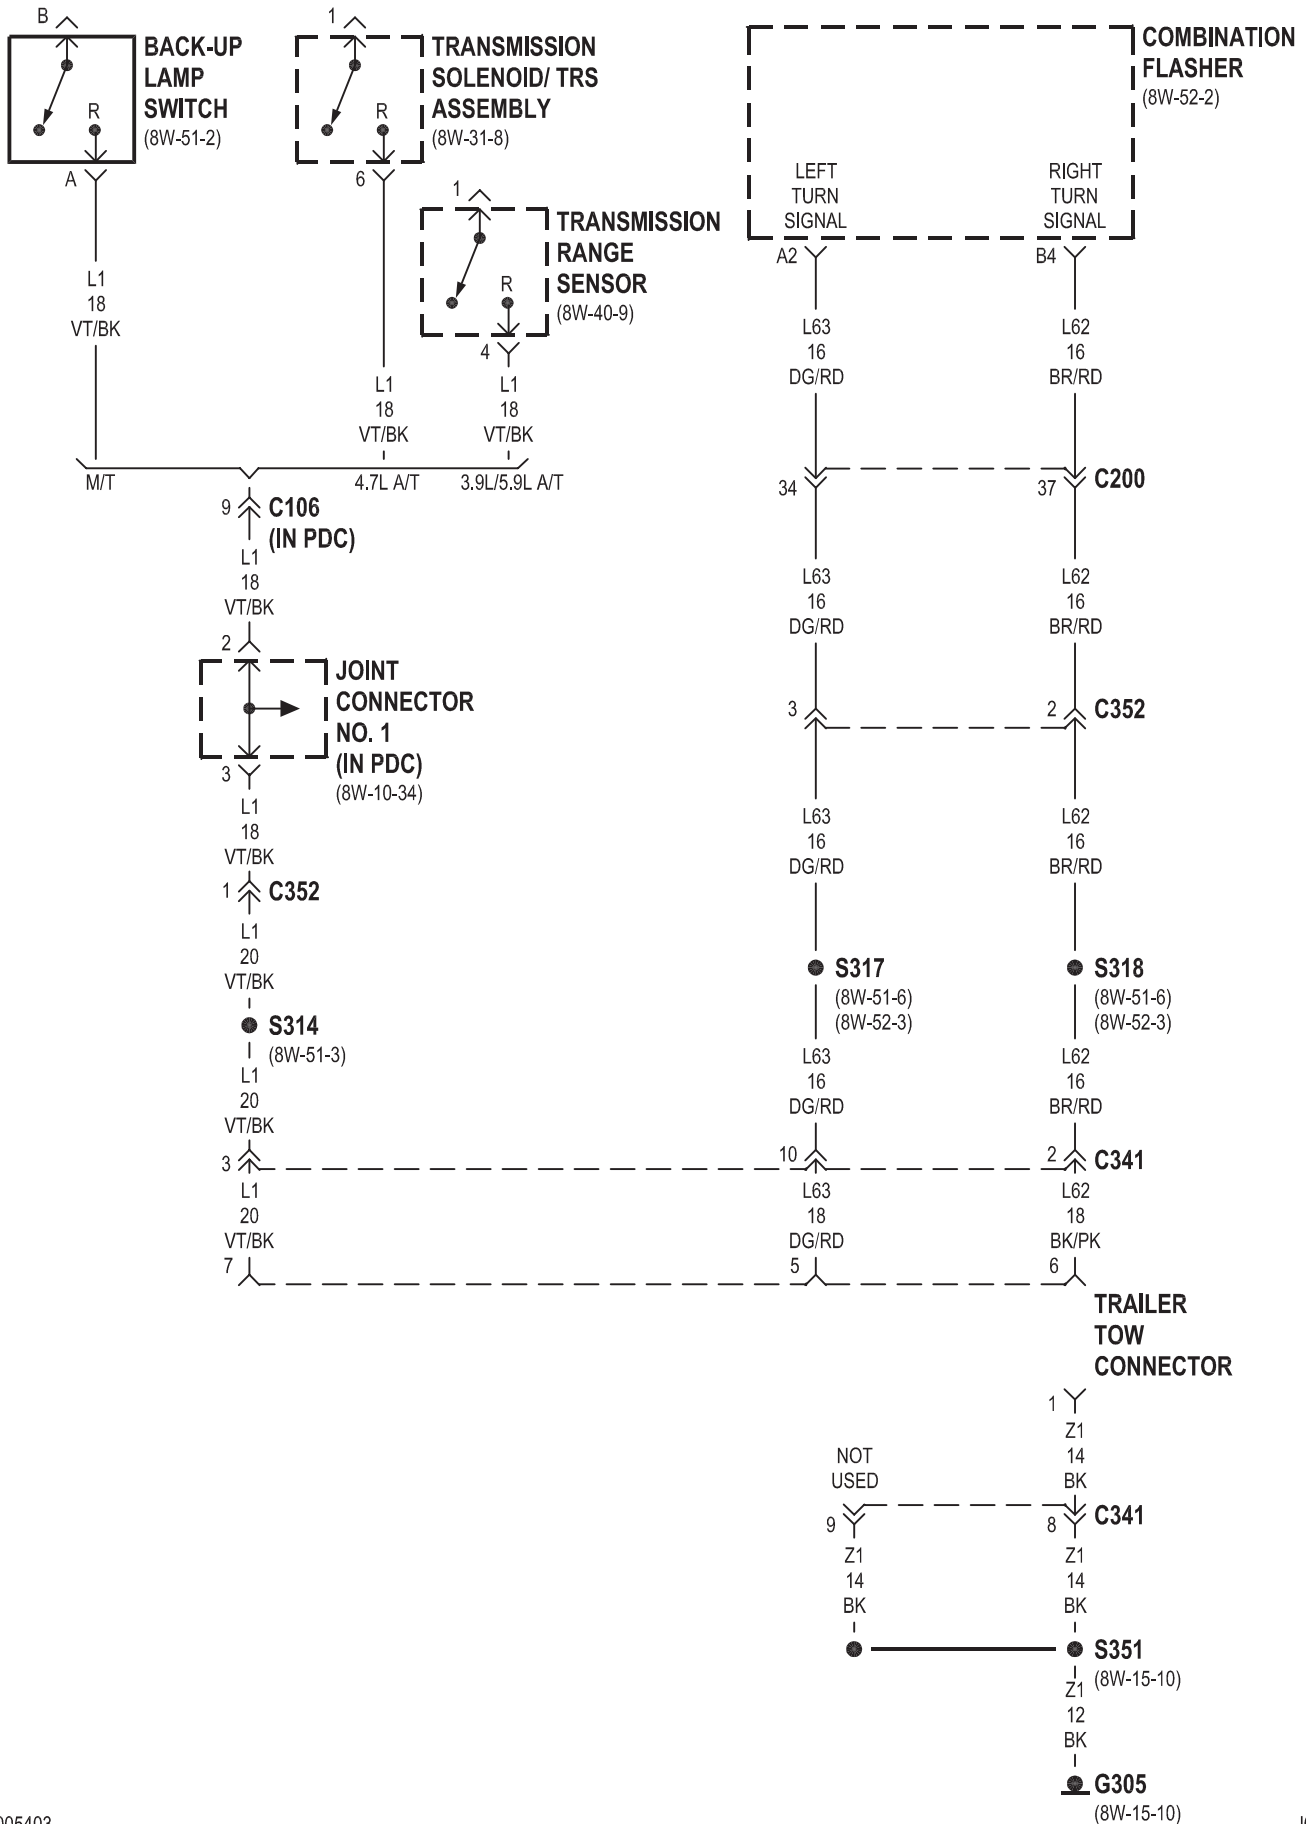 B
BACK-UP
LAMP
SWITCH
(8W-51-2)
R
A
1
TRANSMISSION
SOLENOID/ TRS
ASSEMBLY
(8W-31-8)
R
6
1
TRANSMISSION
RANGE
SENSOR
(8W-40-9)
R
4
COMBINATION
FLASHER
(8W-52-2)
LEFT
TURN
SIGNAL
RIGHT
TURN
SIGNAL
A2
B4
L1
18
VT/BK
L1
18
VT/BK
L1
18
VT/BK
L63
16
DG/RD
L62
16
BR/RD
M/T
4.7L A/T
3.9L/5.9L A/T
34
37
C200
9
C106
(IN PDC)
L1
18
VT/BK
L63
16
DG/RD
L62
16
BR/RD
2
JOINT
CONNECTOR
NO. 1
(IN PDC)
(8W-10-34)
3
3
2
C352
L1
18
VT/BK
L63
16
DG/RD
L62
16
BR/RD
1
C352
L1
20
VT/BK
S317
(8W-51-6)
(8W-52-3)
S318
(8W-51-6)
(8W-52-3)
S314
(8W-51-3)
L1
20
VT/BK
L63
16
DG/RD
L62
16
BR/RD
3
10
2
C341
L1
20
VT/BK
L63
18
DG/RD
L62
18
BK/PK
7
5
6
TRAILER
TOW
CONNECTOR
1
Z1
14
BK
NOT
USED
9
8
C341
Z1
14
BK
Z1
14
BK
S351
(8W-15-10)
Z1
12
BK
G305
(8W-15-10)